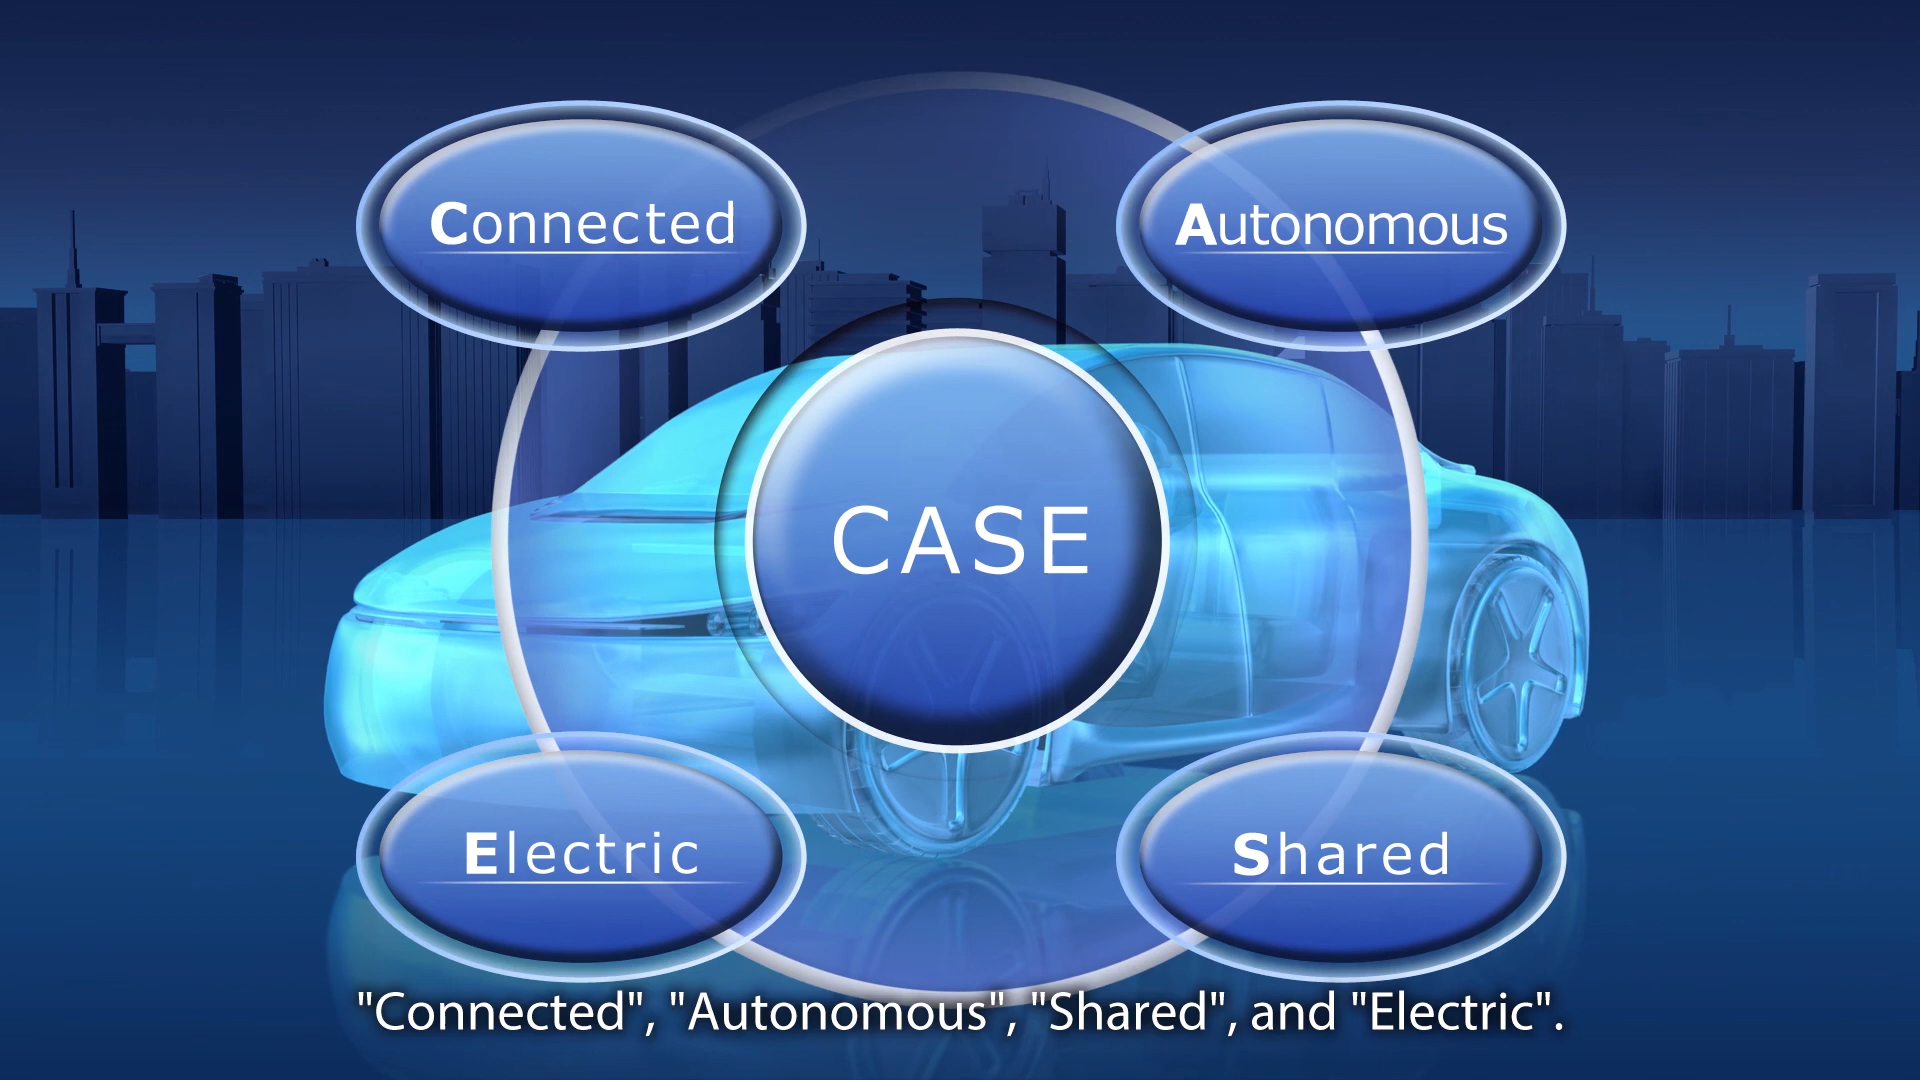 Connected
Autonomous
CASE
Electric
Shared
"Connected", "Autonomous", "Shared", and "Electric".